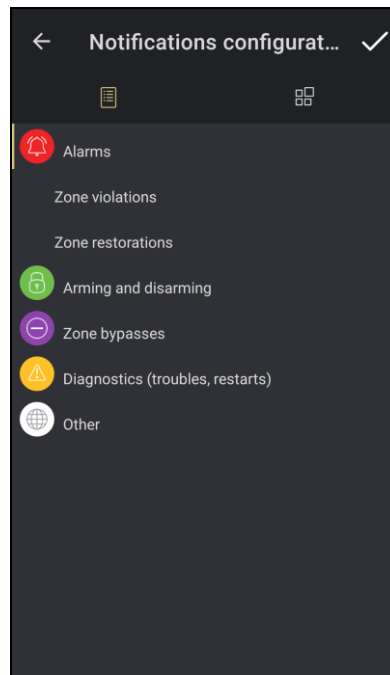 Notifications configurat...
Alarms
Zone violations
Zone restorations
Arming and disarming
Zone bypasses
Diagnostics (troubles, restarts)
Other